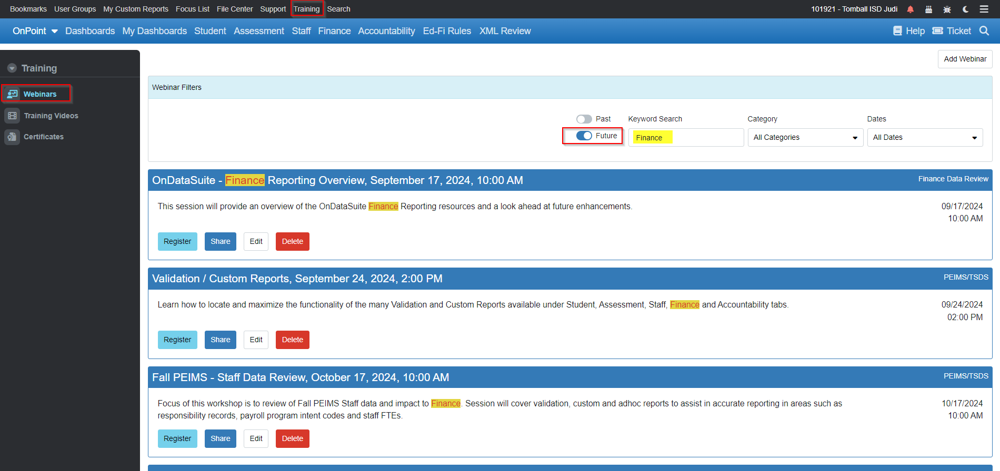 Bookmarks User Groups My Custom Reports Focus List File Center Support Training Search 101921 - Tomball ISD Judi
OnPoint Dashboards My Dashboards Student Assessment Staff Finance Accountability Ed-Fi Rules XML Review Help Ticket
Training
Webinars
Training Videos
Certificates
Add Webinar
Webinar Filters
Past Keyword Search Category Dates
Future Finance All Categories All Dates
OnDataSuite - Finance Reporting Overview, September 17, 2024, 10:00 AM Finance Data Review
This session will provide an overview of the OnDataSuite Finance Reporting resources and a look ahead at future enhancements. 09/17/2024
10:00 AM
Register Share Edit Delete
Validation / Custom Reports, September 24, 2024, 2:00 PM PEIMS/TSDS
Learn how to locate and maximize the functionality of the many Validation and Custom Reports available under Student, Assessment, Staff, Finance and Accountability tabs. 09/24/2024
02:00 PM
Register Share Edit Delete
Fall PEIMS - Staff Data Review, October 17, 2024, 10:00 AM PEIMS/TSDS
Focus of this workshop is to review of Fall PEIMS Staff data and impact to Finance. Session will cover validation, custom and adhoc reports to assist in accurate reporting in areas such as 10/17/2024
responsibility records, payroll program intent codes and staff FTEs. 10:00 AM
Register Share Edit Delete